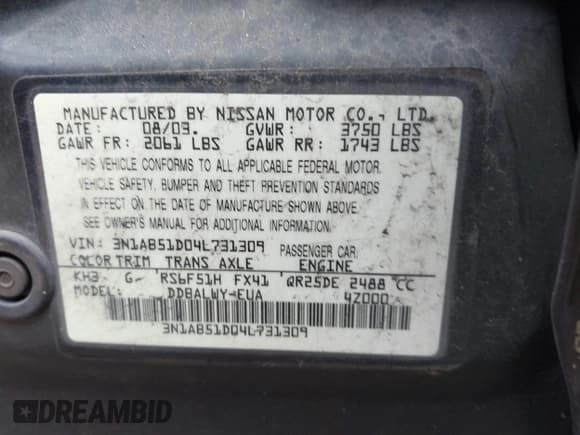 MANUFACTURED BY NISSAN MOTOR CO., LTD.
DATE: 08/03. GVWR: 3750 LBS
GAWR FR: 2061 LBS GAWR RR: 1743 LBS
THIS VEHICLE CONFORMS TO ALL APPLICABLE FEDERAL MOTOR
VEHICLE SAFETY, BUMPER AND THEFT PREVENTION STANDARDS
IN EFFECT ON THE DATE OF MANUFACTURE SHOWN ABOVE.
SEE OWNER'S MANUAL FOR ADDITIONAL INFORMATION.
VIN: 3N1AB51D04L731309 PASSENGER CAR
COLOR TRIM TRANS AXLE ENGINE
KH3 G RS6F51H FX41 QR25DE 2488 CC
MODEL: DDBALWY-EUA 4Z000
3N1AB51D04L731309
DREAMBID